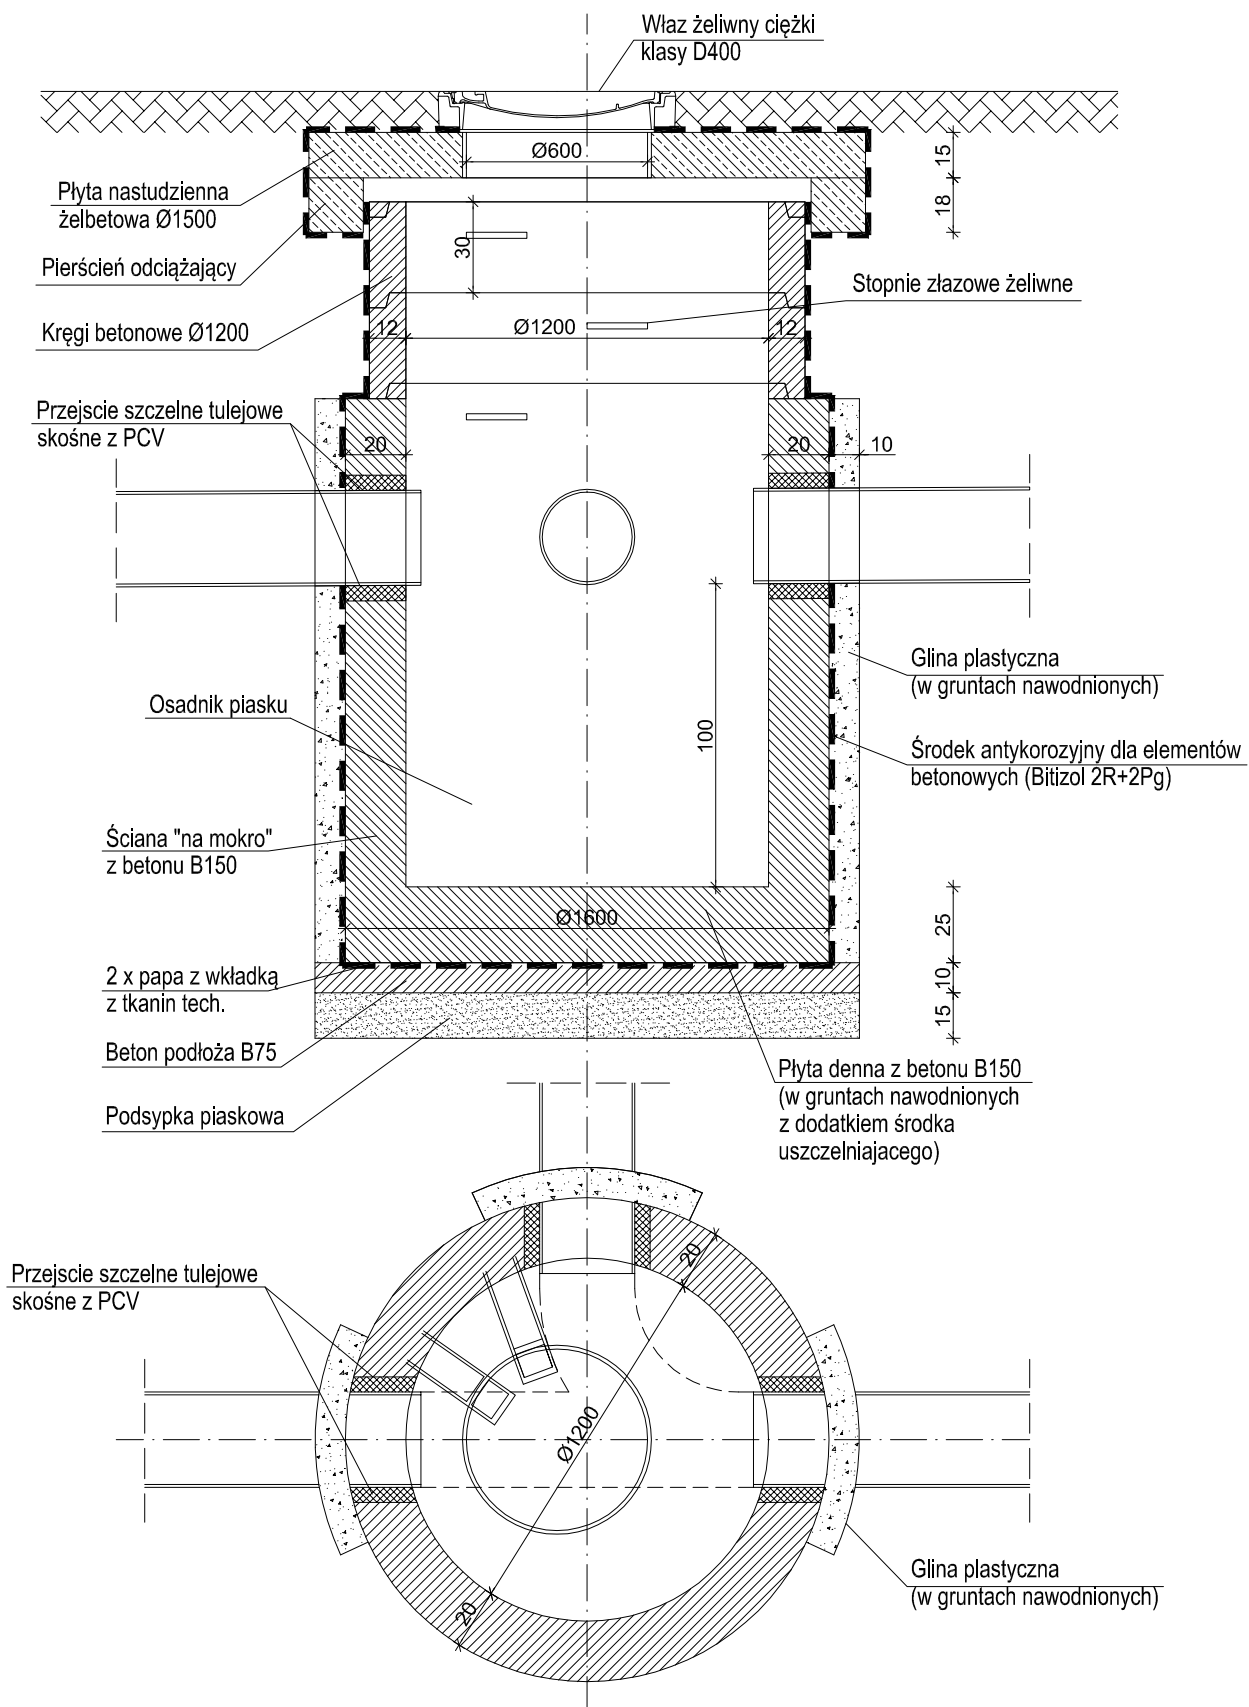 Właz żeliwny ciężki
klasy D400
Ø600
15
Płyta nastudzienna
żelbetowa Ø1500
18
30
Pierścień odciążający
Stopnie złazowe żeliwne
Kręgi betonowe Ø1200
12
Ø1200
12
Przejscie szczelne tulejowe
skośne z PCV
20
20
10
Glina plastyczna
(w gruntach nawodnionych)
Osadnik piasku
100
Środek antykorozyjny dla elementów
betonowych (Bitizol 2R+2Pg)
Ściana "na mokro"
z betonu B150
Ø1600
25
2 x papa z wkładką
z tkanin tech.
10
15
Beton podłoża B75
Płyta denna z betonu B150
(w gruntach nawodnionych
z dodatkiem środka
uszczelniajacego)
Podsypka piaskowa
20
Przejscie szczelne tulejowe
skośne z PCV
Ø1200
Glina plastyczna
(w gruntach nawodnionych)
20